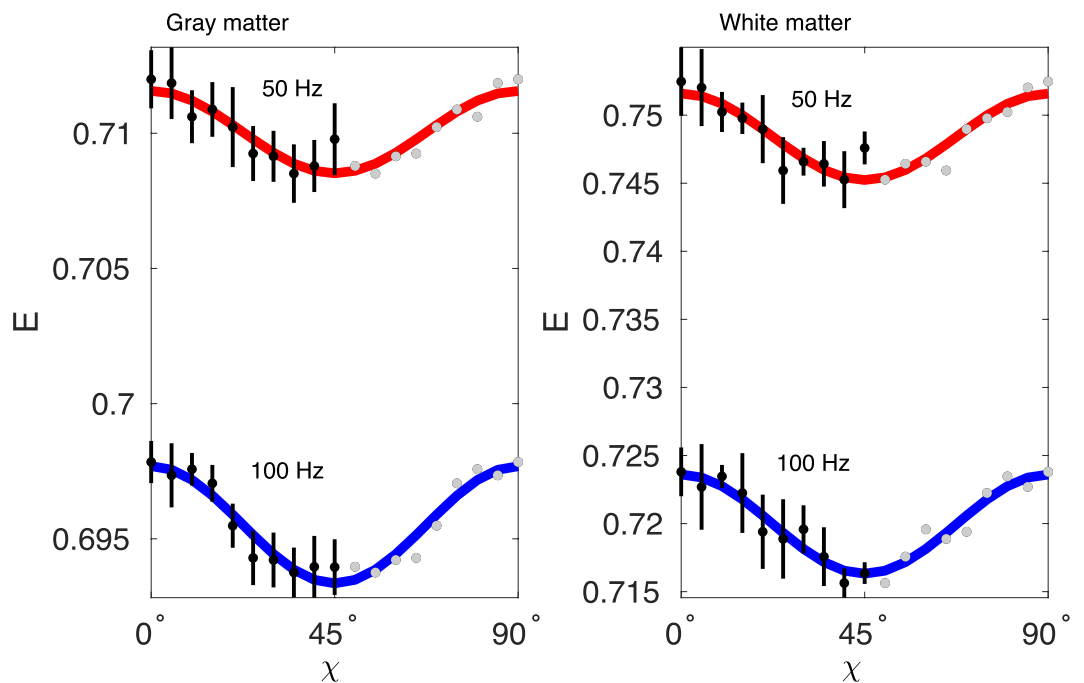 Gray matter
50 Hz
0.71
0.705
0.7
0.695
E
100 Hz
0°
45°
90°
χ
White matter
50 Hz
0.75
0.745
0.74
0.735
0.73
0.725
0.72
0.715
E
100 Hz
0°
45°
90°
χ